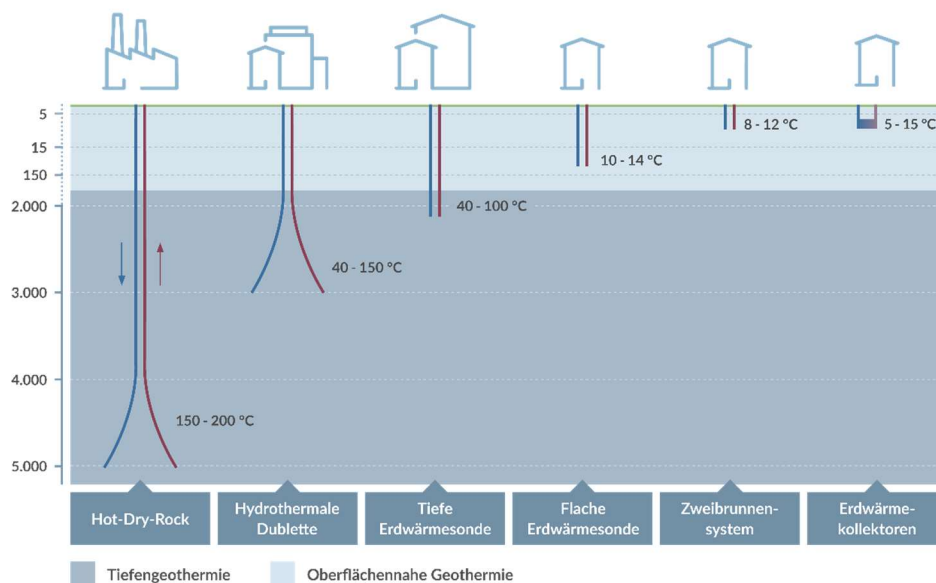 5
15
150
2.000
3.000
4.000
5.000
8 - 12 °C
5 - 15 °C
10 - 14 °C
40 - 100 °C
40 - 150 °C
150 - 200 °C
Hot-Dry-Rock
Hydrothermale
Dublette
Tiefe
Erdwärmesonde
Flache
Erdwärmesonde
Zweibrunnen-
system
Erdwärme-
kollektoren
Tiefengeothermie
Oberflächennahe Geothermie